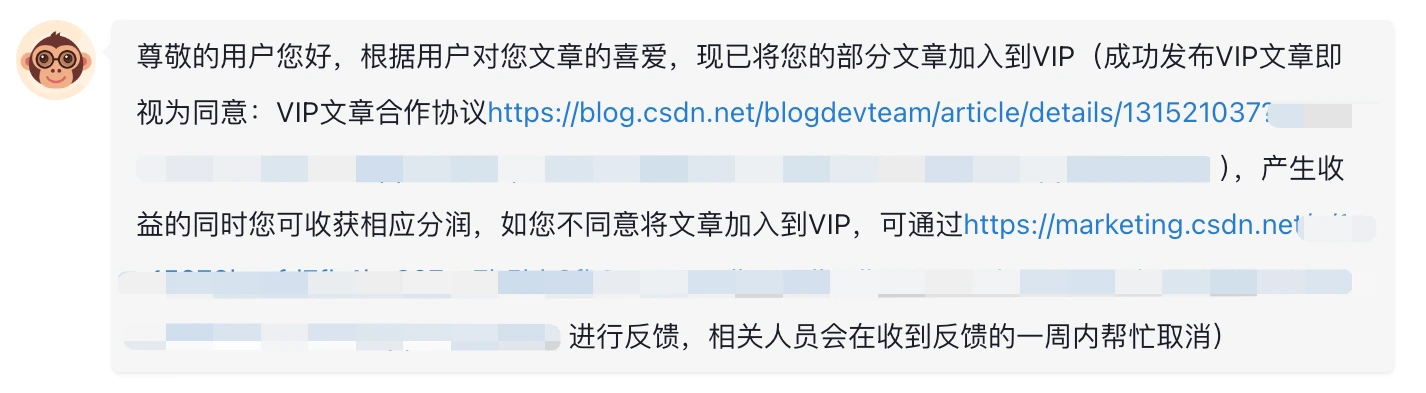 尊敬的用户您好，根据用户对您文章的喜爱，现已将您的部分文章加入到VIP（成功发布VIP文章即
视为同意：VIP文章合作协议https://blog.csdn.net/blogdevteam/article/details/131521037?
），产生收
益的同时您可收获相应分润，如您不同意将文章加入到VIP，可通过https://marketing.csdn.net
进行反馈，相关人员会在收到反馈的一周内帮忙取消）